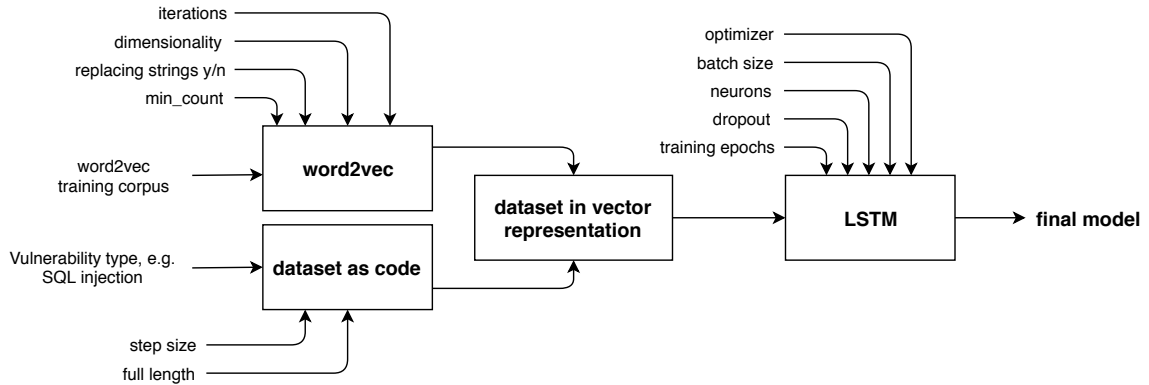 iterations
dimensionality
replacing strings y/n
min_count
word2vec
training corpus
word2vec
Vulnerability type, e.g.
SQL injection
dataset as code
step size
full length
dataset in vector
representation
optimizer
batch size
neurons
dropout
training epochs
LSTM
final model